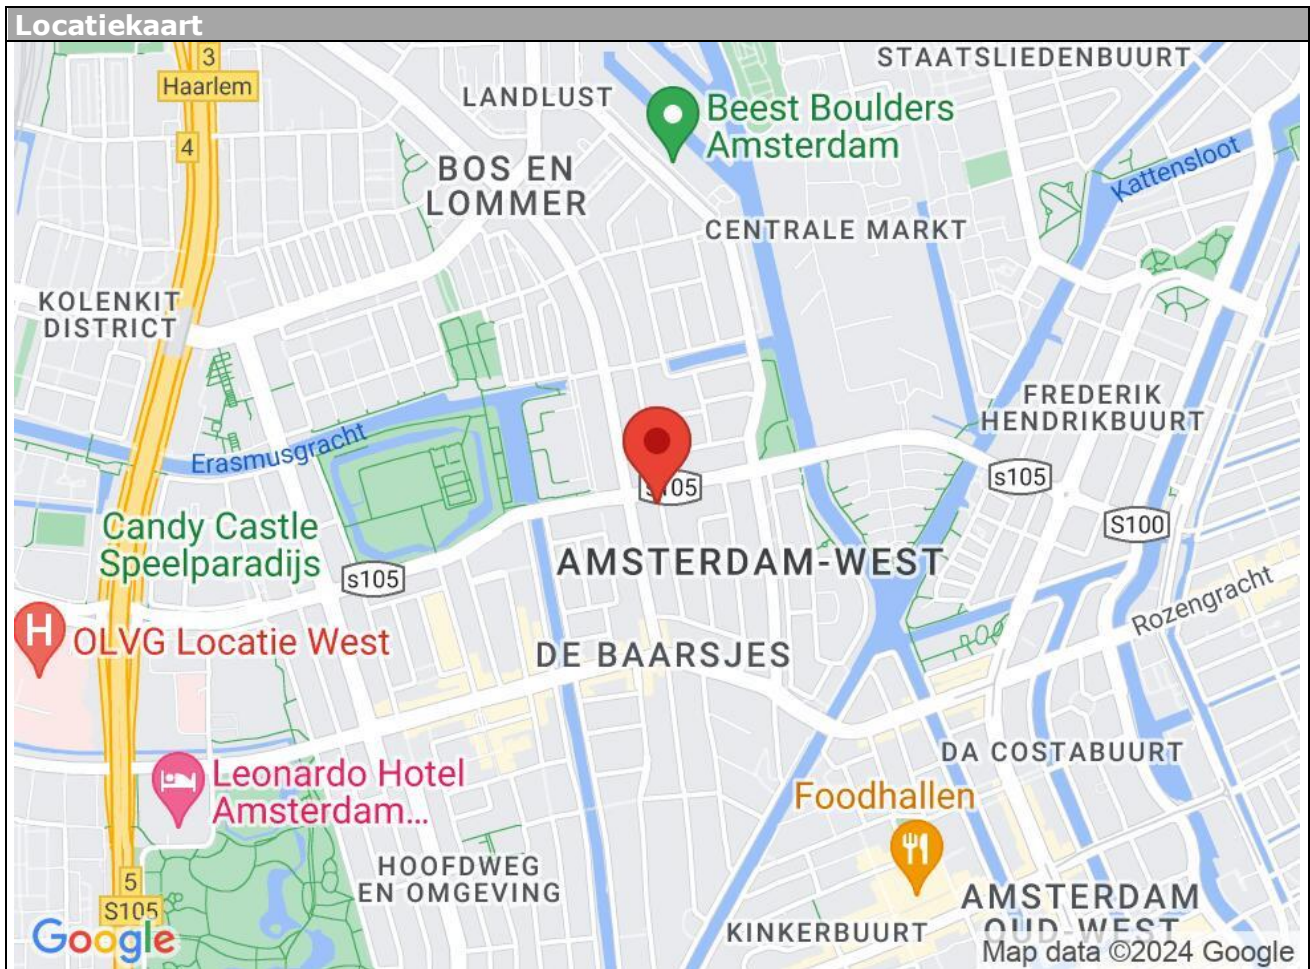 Locatiekaart
3
Haarlem
STAATSLIEDENBUURT
LANDLUST
Beest Boulders
Amsterdam
4
BOS EN
LOMMER
Kattensloot
CENTRALE MARKT
KOLENKIT
DISTRICT
FREDERIK
HENDRIKBUURT
Erasmusgracht
s105
s105
S100
Candy Castle
Speelparadijs
s105
AMSTERDAM-WEST
Rozengracht
H
OLVG Locatie West
DE BAARSJES
DA COSTABUURT
Leonardo Hotel
Amsterdam...
Foodhallen
HOOFDWEG
EN OMGEVING
5
S105
AMSTERDAM
OUD-WEST
KINKERBUURT
Google
Map data ©2024 Google